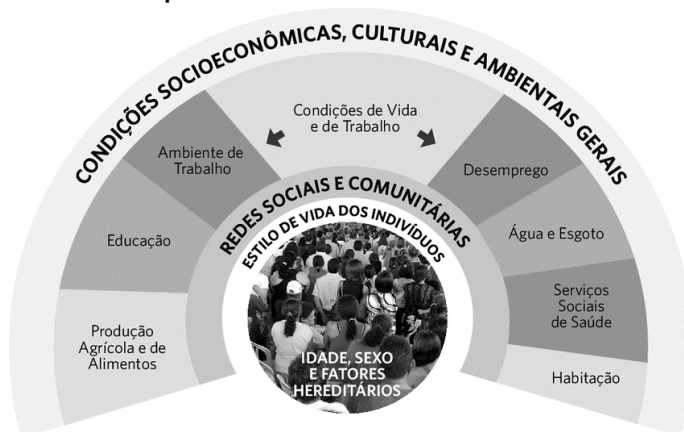 CONDIÇÕES SOCIOECONÔMICAS, CULTURAIS E AMBIENTAIS GERAIS
Condições de Vida
e de Trabalho
Ambiente de
Trabalho
Desemprego
REDES SOCIAIS E COMUNITÁRIAS
ESTILO DE VIDA DOS INDIVÍDUOS
Educação
Água e Esgoto
Produção
Agrícola e de
Alimentos
Serviços
Sociais
de Saúde
IDADE, SEXO
E FATORES
HEREDITÁRIOS
Habitação